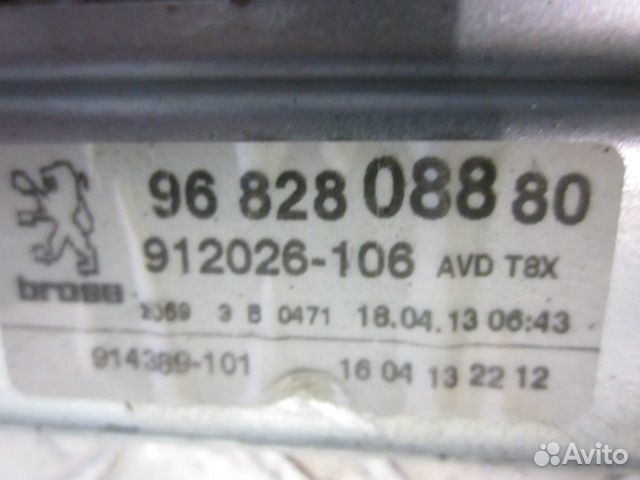 96 828 088 80
912026-106 AVD T8X
brose
3 B 0471 18.04.13 06:43
914389-101 16 04 13 22 12
Avito